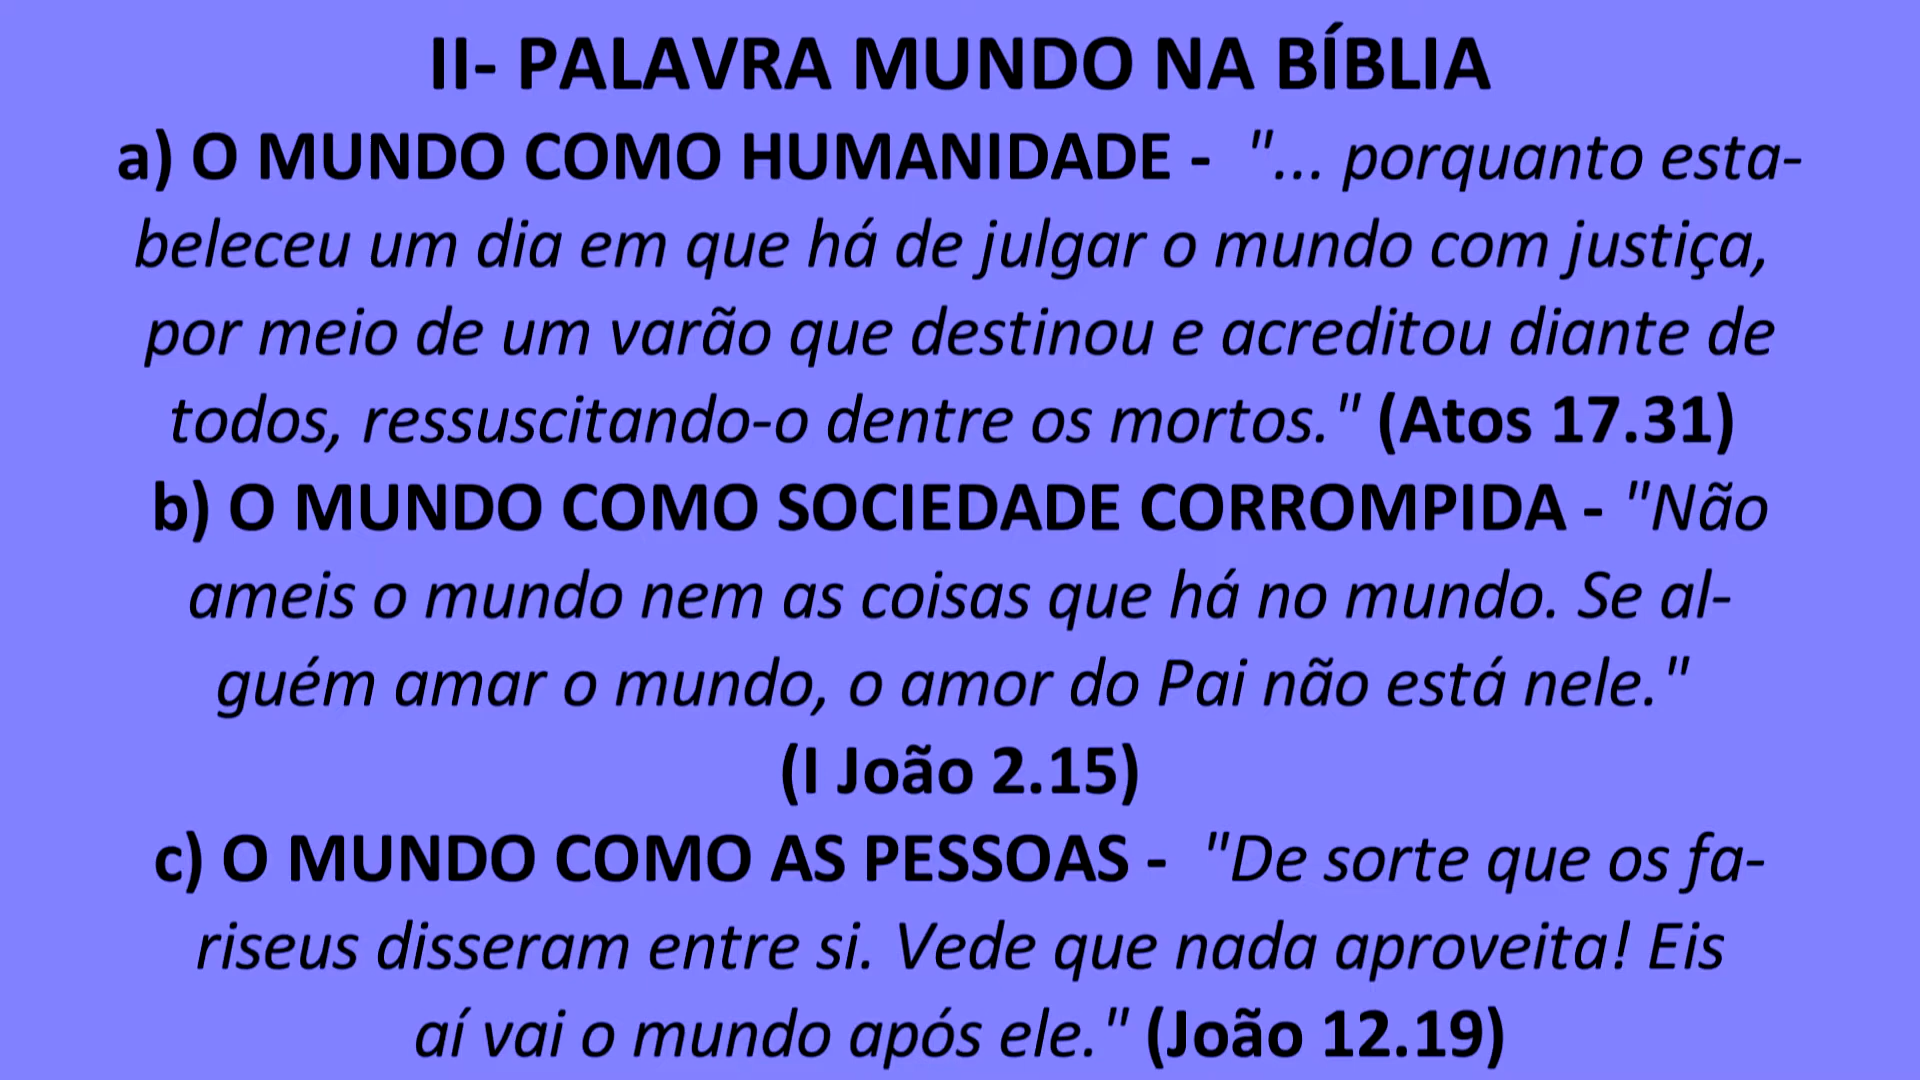 II- PALAVRA MUNDO NA BÍBLIA
a) O MUNDO COMO HUMANIDADE - "... porquanto esta-
beleceu um dia em que há de julgar o mundo com justiça,
por meio de um varão que destinou e acreditou diante de
todos, ressuscitando-o dentre os mortos." (Atos 17.31)
b) O MUNDO COMO SOCIEDADE CORROMPIDA - "Não
ameis o mundo nem as coisas que há no mundo. Se al-
guém amar o mundo, o amor do Pai não está nele."
(I João 2.15)
c) O MUNDO COMO AS PESSOAS - "De sorte que os fa-
riseus disseram entre si. Vede que nada aproveita! Eis
aí vai o mundo após ele." (João 12.19)